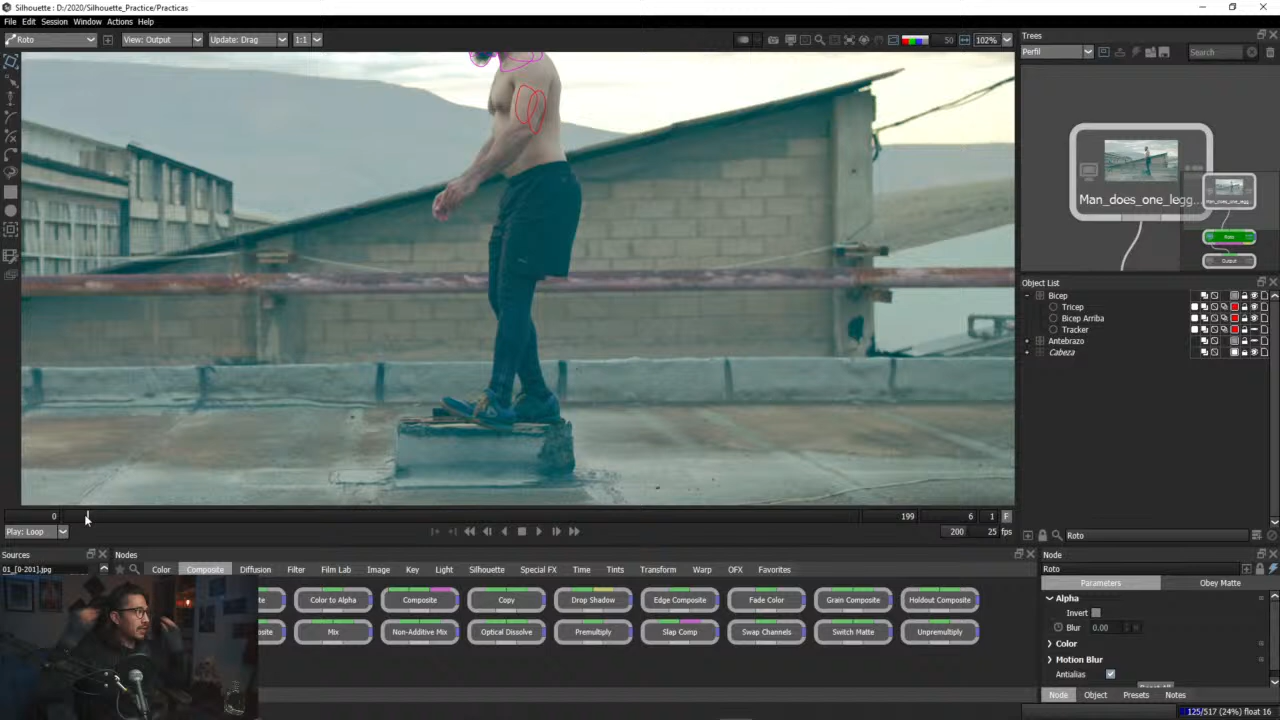 Silhouette : D:/2020/Silhouette_Practice/Practicas
File Edit Session Window Actions Help
Roto View: Output Update: Drag 1:1 50 102%
Trees
Perfil Search
Man_does_one_legg...
Man_does_one_legg..
Roto
Output
Object List
Bicep
Tricep
Bicep Arriba
Tracker
Antebrazo
Cabeza
0 199 6 1 F
Play: Loop 200 25 fps
Roto
Sources Nodes Node
01_[0-201].jpg Color Composite Diffusion Filter Film Lab Image Key Light Silhouette Special FX Time Tints Transform Warp OFX Favorites Roto
Parameters Obey Matte
Color to Alpha Composite Copy Drop Shadow Edge Composite Fade Color Grain Composite Holdout Composite
Alpha
Invert
Blur 0.00
Mix Non-Additive Mix Optical Dissolve Premultiply Slap Comp Swap Channels Switch Matte Unpremultiply
Color
Motion Blur
Antialias
Node Object Presets Notes
125/517 (24%) float 16